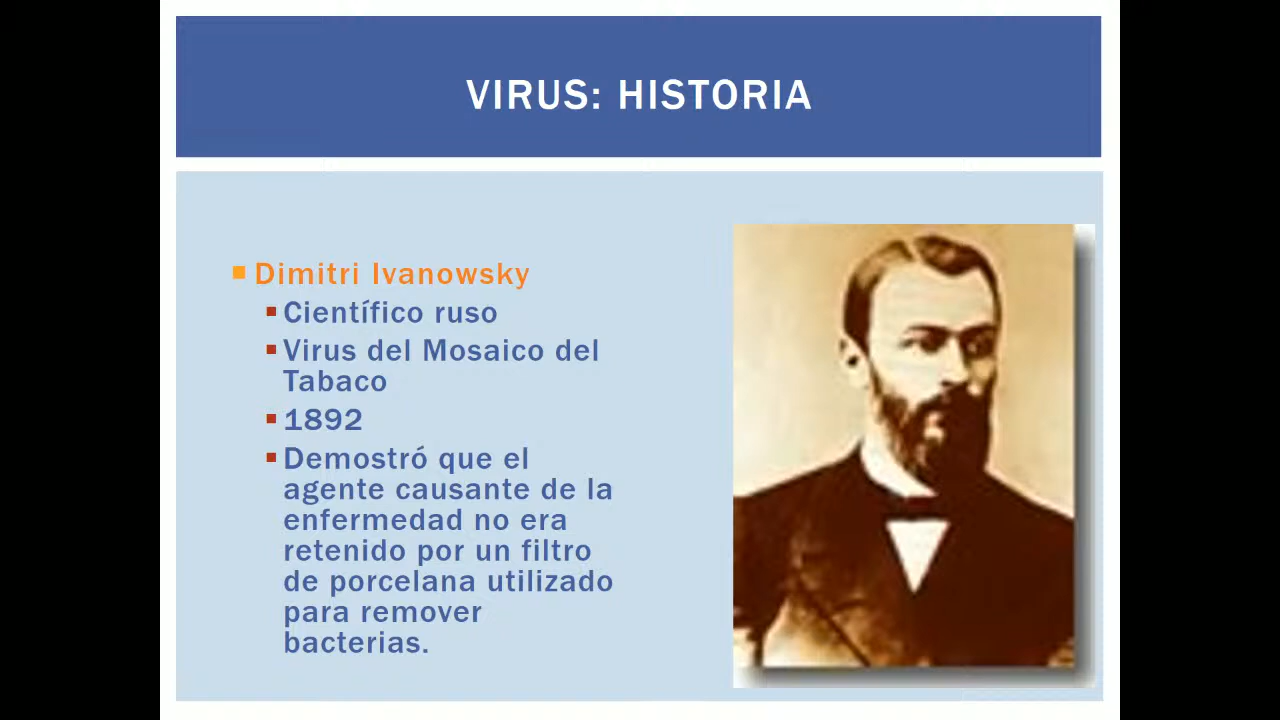 VIRUS: HISTORIA
Dimitri Ivanowsky
Científico ruso
Virus del Mosaico del
Tabaco
1892
Demostró que el
agente causante de la
enfermedad no era
retenido por un filtro
de porcelana utilizado
para remover
bacterias.